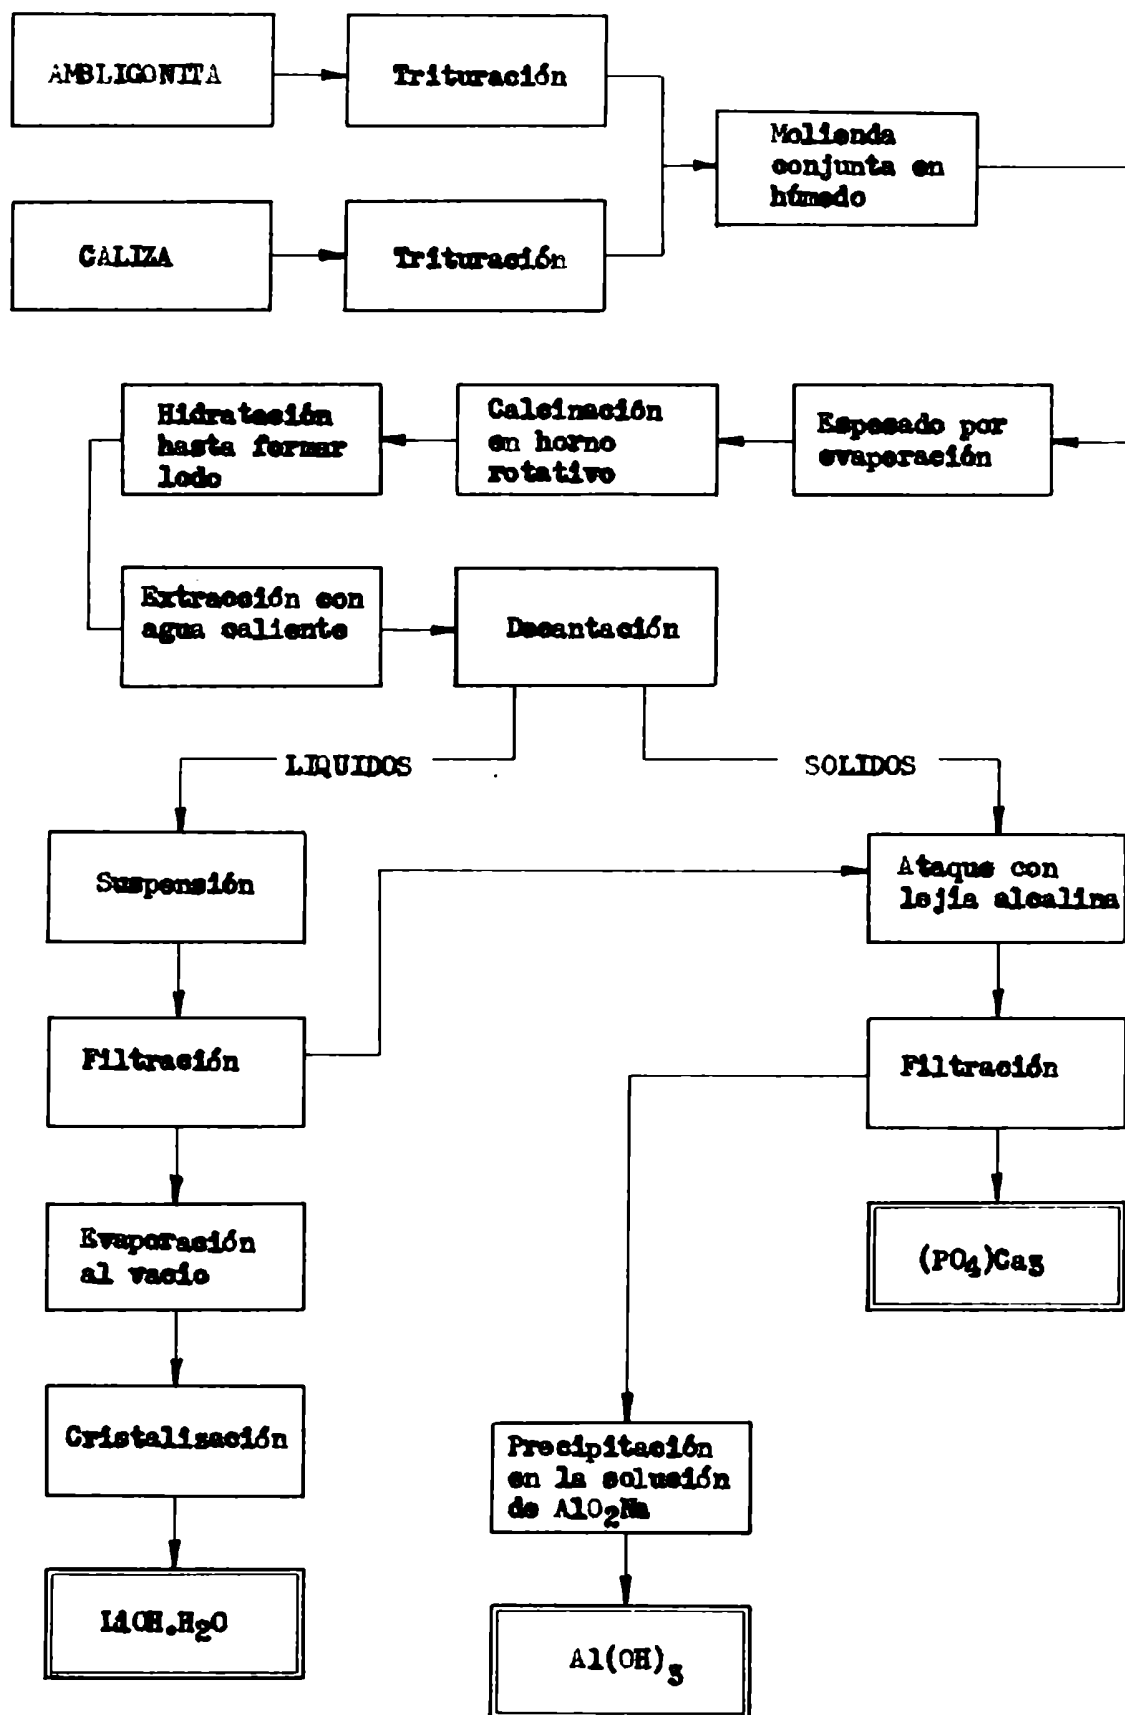 AMBLIGONITA
Trituración
Molienda
conjunta en
húmedo
CALIZA
Trituración
Hidratación
hasta formar
lodo
Calcinación
en horno
rotativo
Espesado por
evaporación
Extracción con
agua caliente
Decantación
LIQUIDOS
SOLIDOS
Suspensión
Ataque con
lejía alcalina
Filtración
Filtración
Evaporación
al vacio
(PO4)Ca3
Cristalización
Precipitación
en la solución
de AlO2Na
LiOH.H2O
Al(OH)3